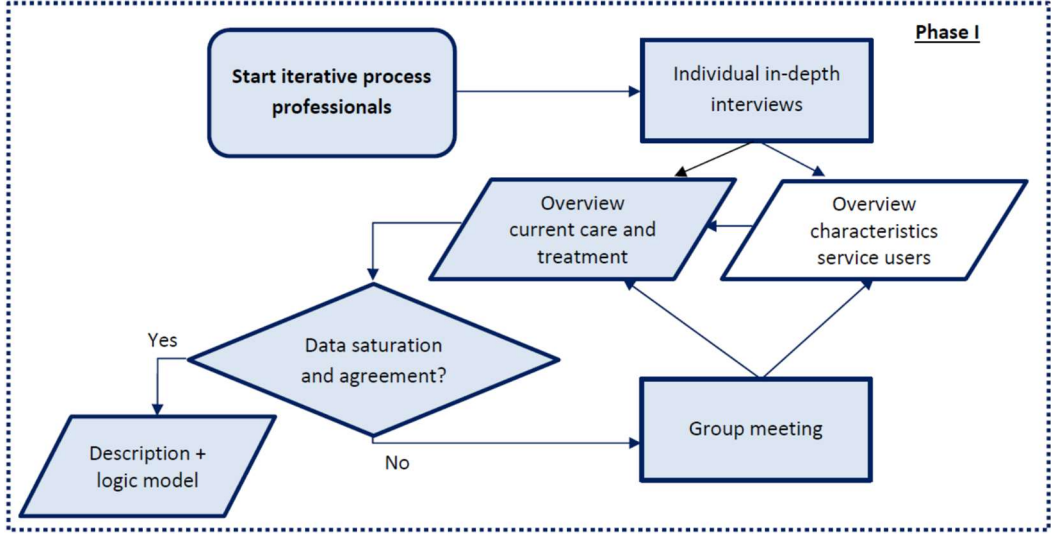 Phase I
Start iterative process
professionals
Individual in-depth
interviews
Overview
current care and
treatment
Overview
characteristics
service users
Data saturation
and agreement?
Yes
No
Group meeting
Description +
logic model